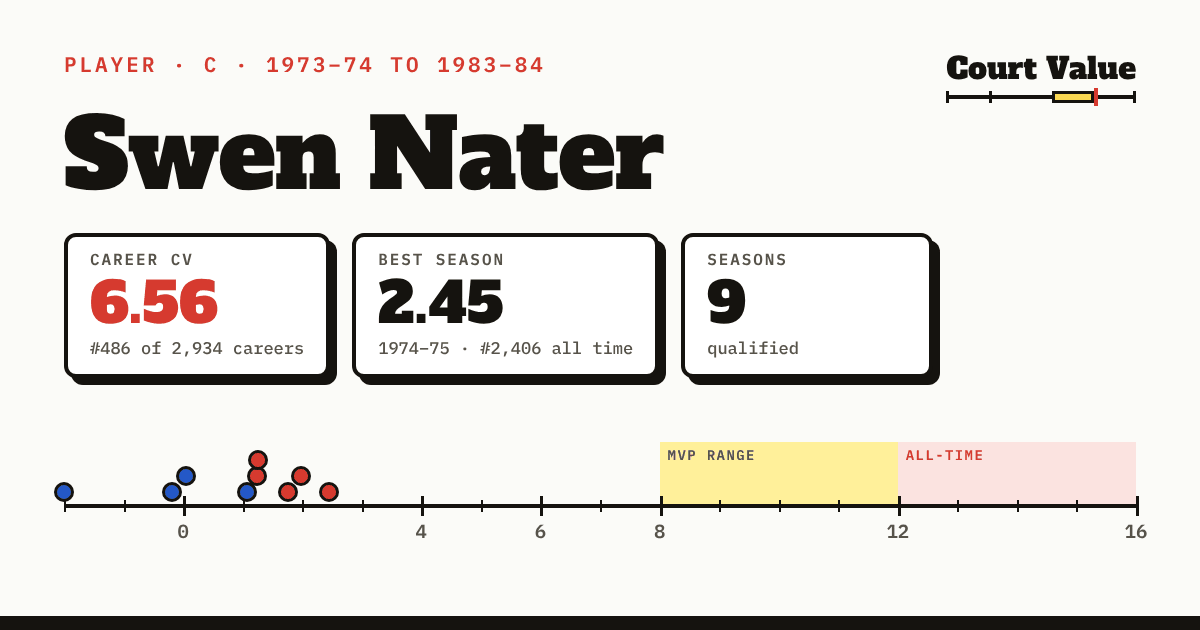 PLAYER · C · 1973–74 TO 1983–84
Court Value
Swen Nater
CAREER CV
6.56
#486 of 2,934 careers
BEST SEASON
2.45
1974–75 · #2,406 all time
SEASONS
9
qualified
MVP RANGE
ALL-TIME
0
4
6
8
12
16